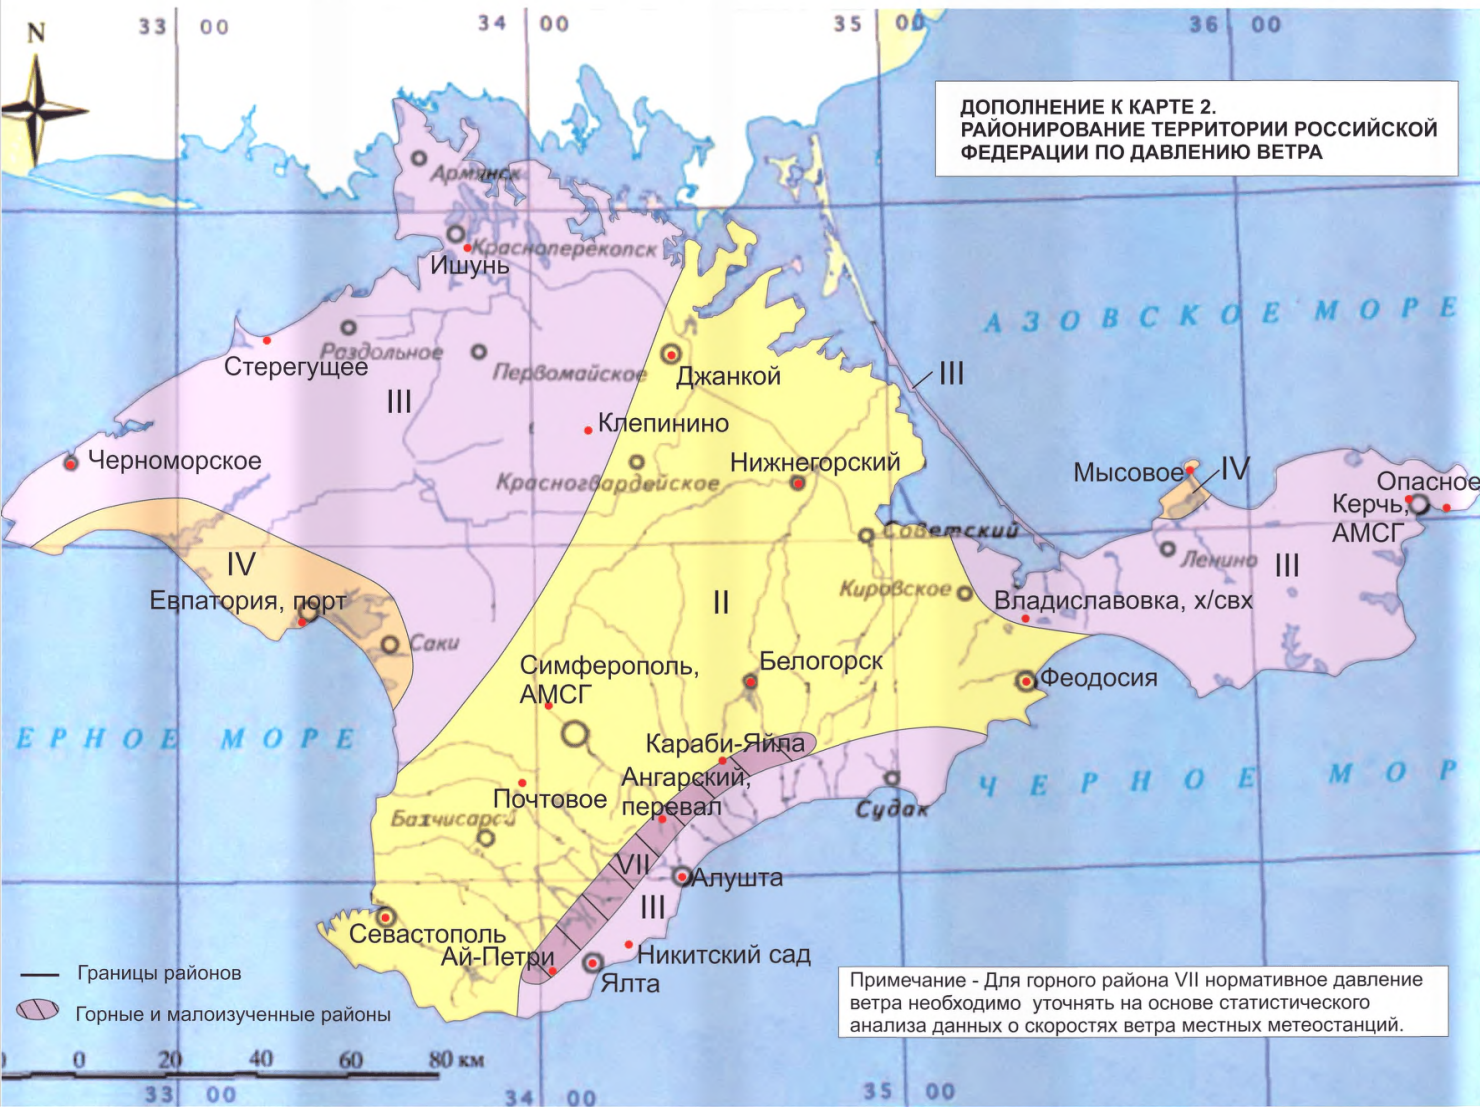 33 00
34 00
35 00
36 00
N
ДОПОЛНЕНИЕ К КАРТЕ 2.
РАЙОНИРОВАНИЕ ТЕРРИТОРИИ РОССИЙСКОЙ
ФЕДЕРАЦИИ ПО ДАВЛЕНИЮ ВЕТРА
Армянск
Красноперекопск
Ишунь
АЗОВСКОЕ МОРЕ
Стерегущее
Раздольное
Первомайское
Джанкой
III
III
Клепинино
Черноморское
Нижнегорский
Красногвардейское
Мысовое
IV
Опасное
Керчь,
АМСГ
Советский
Ленино
III
IV
Кировское
Евпатория, порт
II
Владиславовка, х/свх
Саки
Симферополь,
АМСГ
Белогорск
Феодосия
ЕРНОЕ МОРЕ
Караби-Яйла
Ангарский,
перевал
ЧЕРНОЕ МОР
Почтовое
Судак
Бахчисарай
VII
Алушта
III
Севастополь
Ай-Петри
Никитский сад
Ялта
Границы районов
Горные и малоизученные районы
Примечание - Для горного района VII нормативное давление
ветра необходимо уточнять на основе статистического
анализа данных о скоростях ветра местных метеостанций.
0 20 40 60 80 км
33 00
34 00
35 00